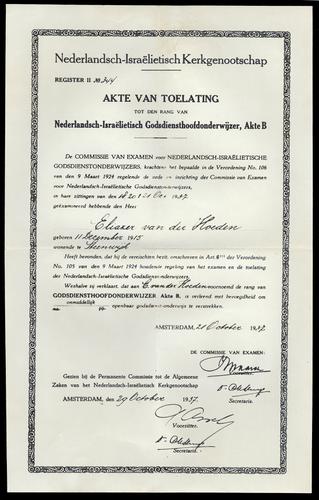 Nederlandsch-Israëlietisch Kerkgenootschap
REGISTER II No 244
AKTE VAN TOELATING
TOT DEN RANG VAN
Nederlandsch-Israëlietisch Godsdiensthoofdonderwijzer, Akte B
De COMMISSIE VAN EXAMEN voor NEDERLANDSCH-ISRAËLIETISCHE
GODSDIENSTONDERWIJZERS, krachtens het bepaalde in de Verordening No. 106
van den 9 Maart 1924 regelende de orde en inrichting der Commissie van Examen
voor Nederlandsch-Israëlietische Godsdienstonderwijzers,
in hare zittingen van den 18, 20 en 21 Oct. 1937
geëxamineerd hebbende den Heer
Eliazer van der Hoeden
geboren 11 December 1915
wonende te Steenwijk
Heeft bevonden, dat hij de vereischten bezit, omschreven in Art. 6 der Verordening
No. 105 van den 9 Maart 1924 houdende regeling van het examen en de toelating
der Nederlandsch-Israëlietische Godsdienstonderwijzers.
Weshalve zij verklaart, dat aan E. van der Hoeden voornoemd de rang van
GODSDIENSTHOOFDONDERWIJZER Akte B, is verleend met bevoegdheid om
onmiddellijk openbaar godsdienst-onderwijs te verstrekken.
AMSTERDAM, 21 October 1937
DE COMMISSIE VAN EXAMEN:
Voorzitter.
Secretaris.
Gezien bij de Permanente Commissie tot de Algemeene
Zaken van het Nederlandsch-Israëlietisch Kerkgenootschap
AMSTERDAM, den 29 October 1937.
Voorzitter.
Secretaris.